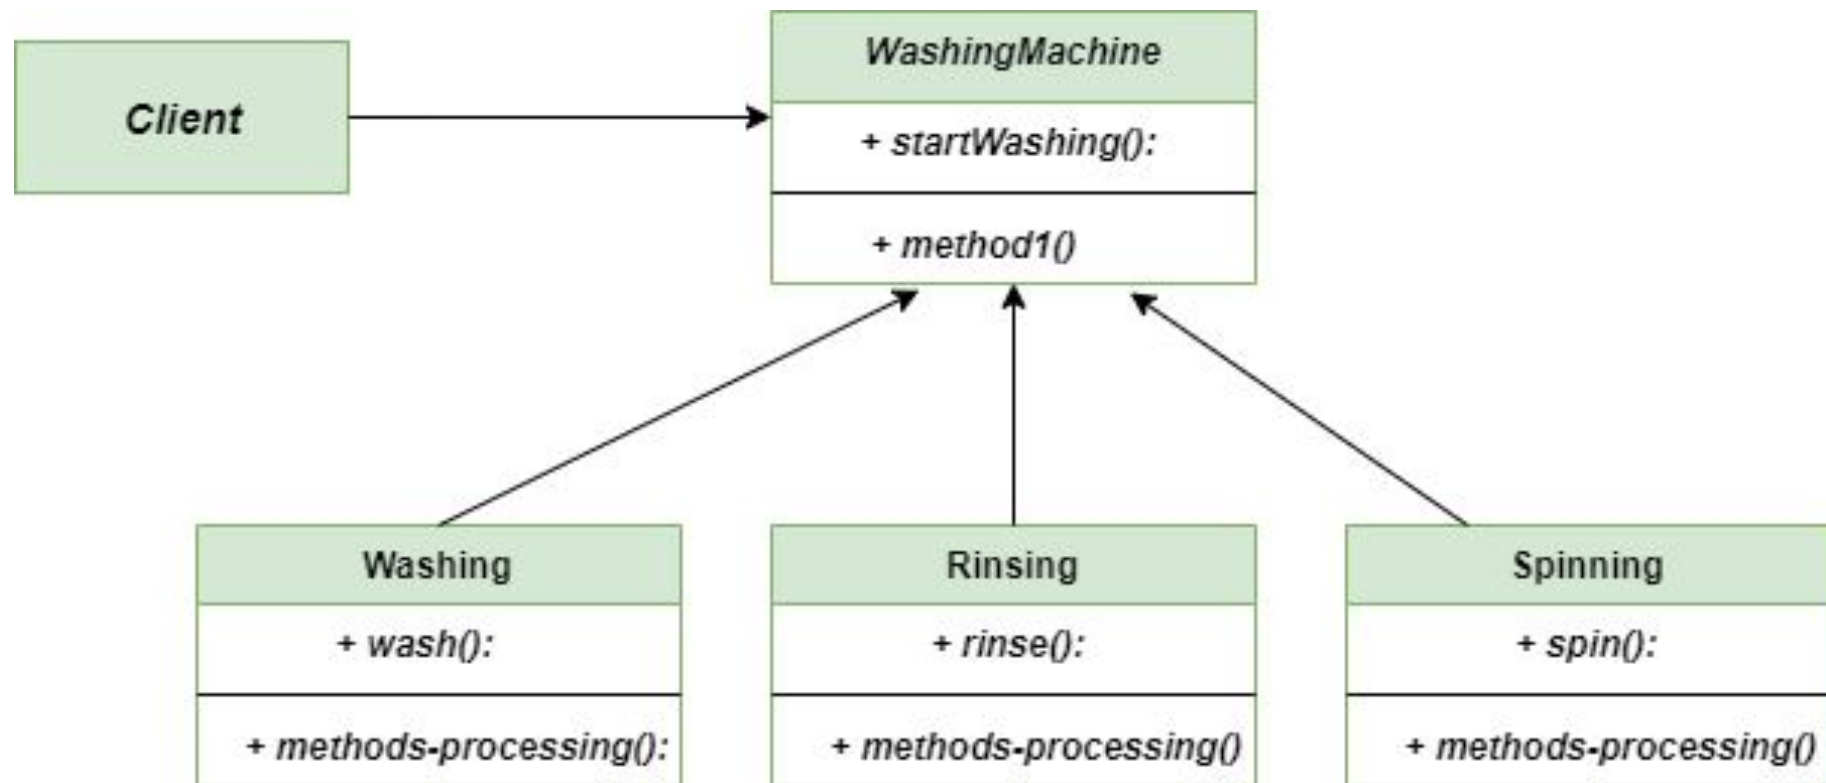 Client
WashingMachine
+ startWashing():
+ method1()
Washing
+ wash():
+ methods-processing():
Rinsing
+ rinse():
+ methods-processing()
Spinning
+ spin():
+ methods-processing()